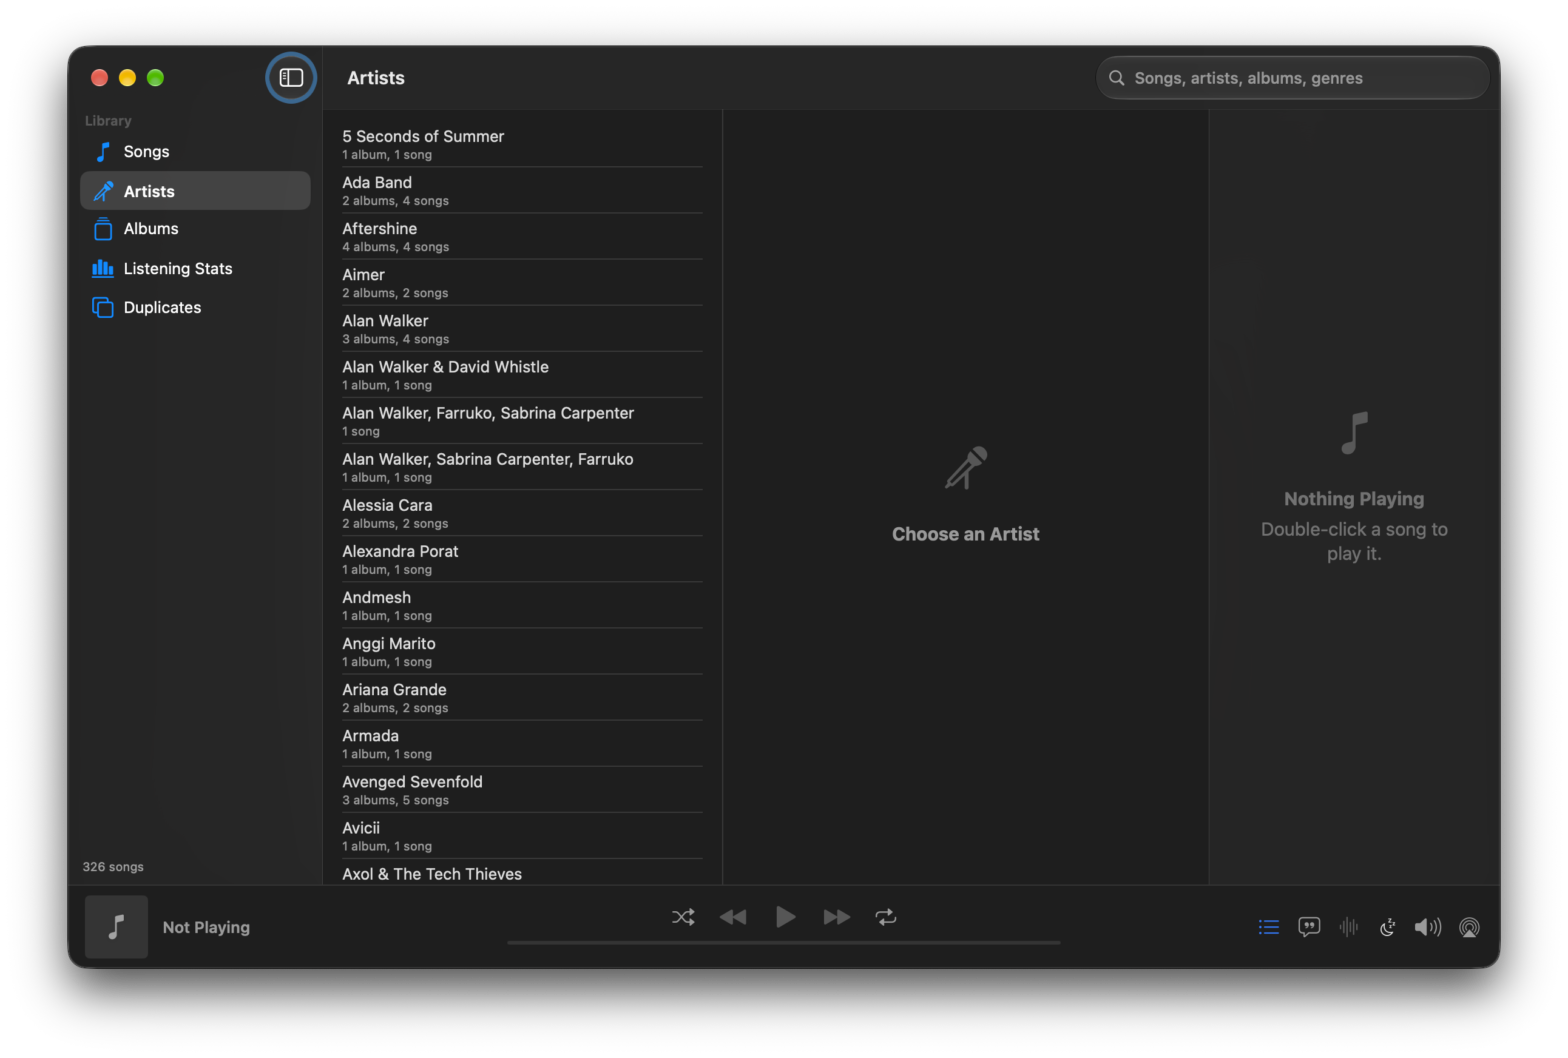 Artists
Songs, artists, albums, genres
Library
Songs
Artists
Albums
Listening Stats
Duplicates
326 songs
5 Seconds of Summer
1 album, 1 song
Ada Band
2 albums, 4 songs
Aftershine
4 albums, 4 songs
Aimer
2 albums, 2 songs
Alan Walker
3 albums, 4 songs
Alan Walker & David Whistle
1 album, 1 song
Alan Walker, Farruko, Sabrina Carpenter
1 song
Alan Walker, Sabrina Carpenter, Farruko
1 album, 1 song
Alessia Cara
2 albums, 2 songs
Alexandra Porat
1 album, 1 song
Andmesh
1 album, 1 song
Anggi Marito
1 album, 1 song
Ariana Grande
2 albums, 2 songs
Armada
1 album, 1 song
Avenged Sevenfold
3 albums, 5 songs
Avicii
1 album, 1 song
Axol & The Tech Thieves
Choose an Artist
Nothing Playing
Double-click a song to
play it.
Not Playing